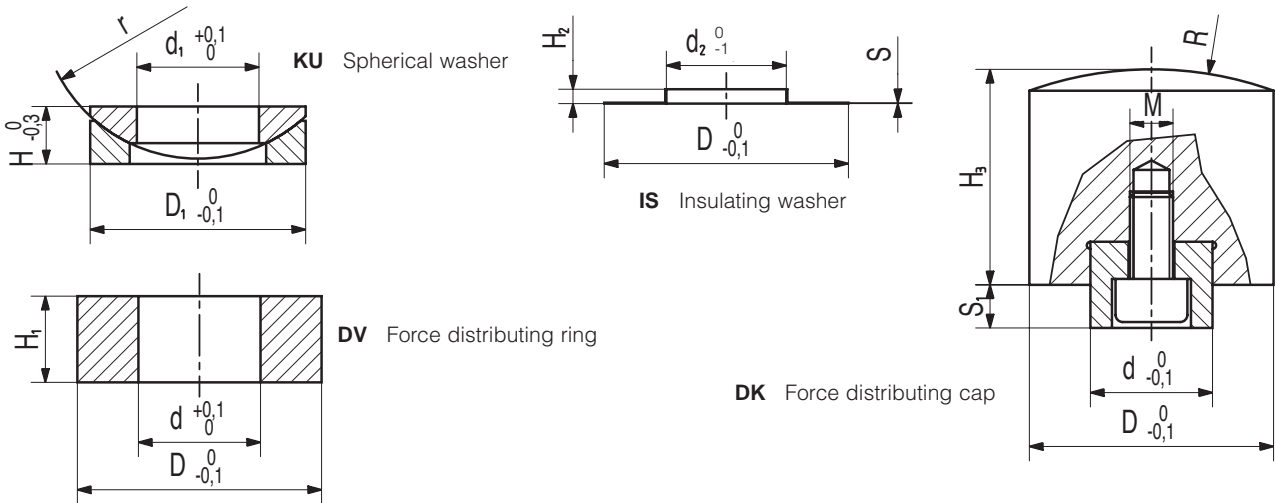 r
d₁ +0,1 0
KU Spherical washer
H 0 -0,3
D₁ 0 -0,1
H₂
d₂ 0 -1
S
D 0 -0,1
IS Insulating washer
R
M
H₃
S₁
d 0 -0,1
D 0 -0,1
DK Force distributing cap
H₁
DV Force distributing ring
d +0,1 0
D 0 -0,1